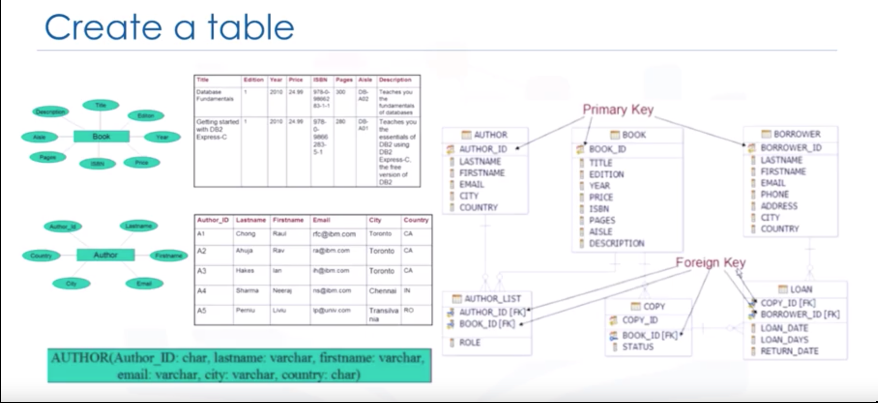 Create a table
Title
Description
Edition
Aisle
Book
Year
Pages
ISBN
Price
Title Edition Year Price ISBN Pages Aisle Description
Database Fundamentals 1 2010 24.99 978-0-98662 83-1-1 300 DB-A02 Teaches you the fundamentals of databases
Getting started with DB2 Express-C 1 2010 24.99 978-0-9866 283-5-1 280 DB-A01 Teaches you the essentials of DB2 using DB2 Express-C, the free version of DB2
Author_Id
Lastname
Country
Author
Firstname
City
Email
Author_ID Lastname Firstname Email City Country
A1 Chong Raul rfc@ibm.com Toronto CA
A2 Ahuja Rav ra@ibm.com Toronto CA
A3 Hakes Ian ih@ibm.com Toronto CA
A4 Sharma Neeraj ns@ibm.com Chennai IN
A5 Perniu Liviu lp@univ.com Transilvania RO
AUTHOR(Author_ID: char, lastname: varchar, firstname: varchar,
email: varchar, city: varchar, country: char)
Primary Key
AUTHOR
AUTHOR_ID
LASTNAME
FIRSTNAME
EMAIL
CITY
COUNTRY
BOOK
BOOK_ID
TITLE
EDITION
YEAR
PRICE
ISBN
PAGES
AISLE
DESCRIPTION
BORROWER
BORROWER_ID
LASTNAME
FIRSTNAME
EMAIL
PHONE
ADDRESS
CITY
COUNTRY
Foreign Key
AUTHOR_LIST
AUTHOR_ID [FK]
BOOK_ID [FK]
ROLE
COPY
COPY_ID
BOOK_ID [FK]
STATUS
LOAN
COPY_ID [FK]
BORROWER_ID [FK]
LOAN_DATE
LOAN_DAYS
RETURN_DATE